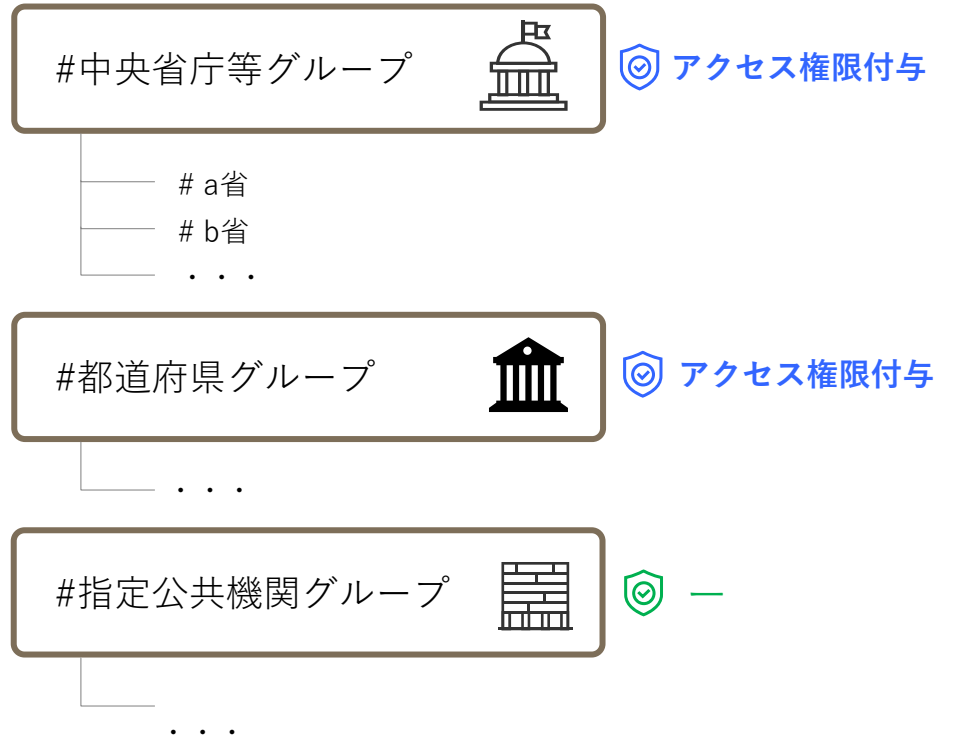 #中央省庁等グループ
アクセス権限付与
# a省
# b省
・・・
#都道府県グループ
アクセス権限付与
・・・
#指定公共機関グループ
―
・・・